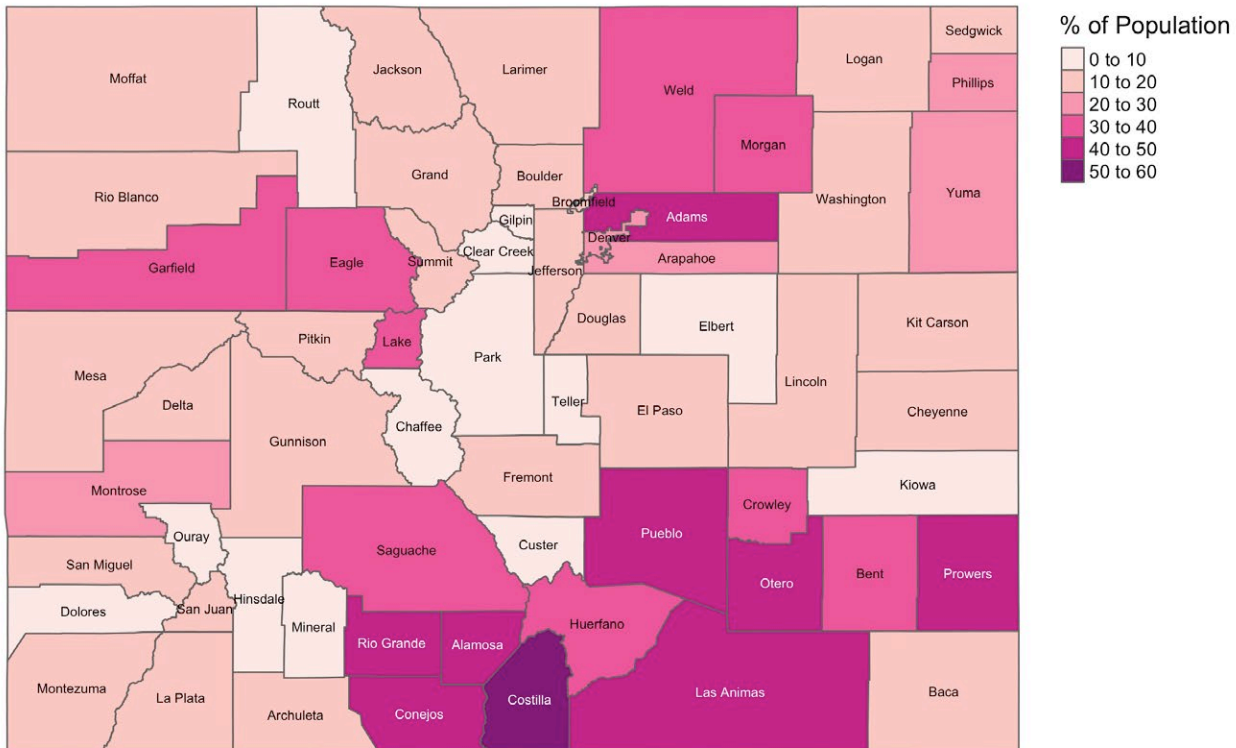 % of Population
0 to 10
10 to 20
20 to 30
30 to 40
40 to 50
50 to 60
Moffat
Routt
Jackson
Larimer
Weld
Logan
Sedgwick
Phillips
Morgan
Rio Blanco
Grand
Boulder
Broomfield
Washington
Yuma
Gilpin
Adams
Clear Creek
Denver
Garfield
Eagle
Summit
Jefferson
Arapahoe
Pitkin
Lake
Park
Douglas
Elbert
Kit Carson
Mesa
Delta
Gunnison
Chaffee
Teller
El Paso
Lincoln
Cheyenne
Montrose
Fremont
Crowley
Kiowa
Ouray
Saguache
Custer
Pueblo
San Miguel
Otero
Bent
Prowers
Dolores
San Juan
Hinsdale
Mineral
Rio Grande
Alamosa
Huerfano
Montezuma
La Plata
Archuleta
Conejos
Costilla
Las Animas
Baca